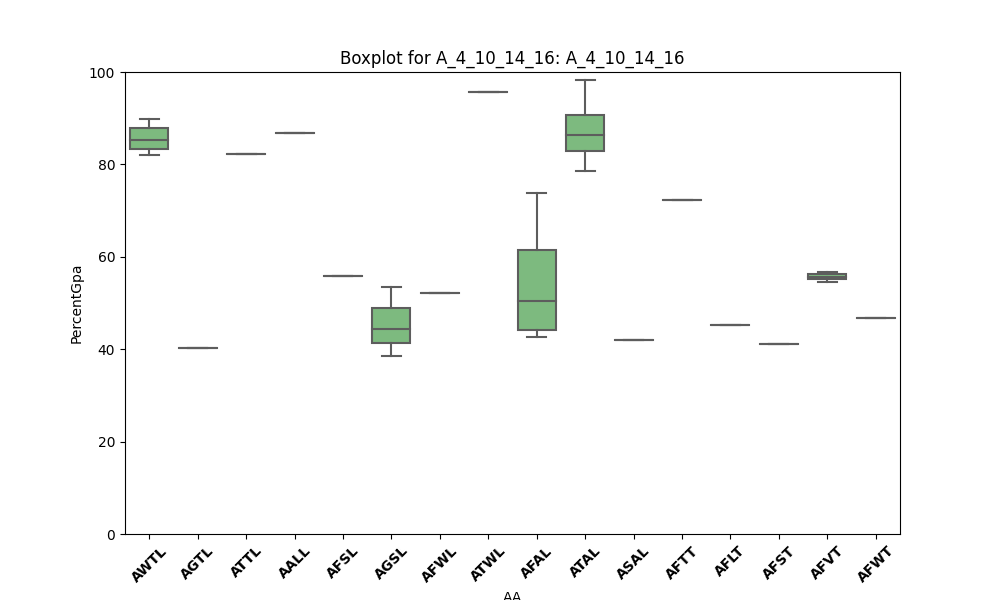 Boxplot for A_4_10_14_16: A_4_10_14_16
100
80
60
40
20
0
PercentGpa
AWTL AGTL ATTL AALL AFSL AGSL AFWL ATWL AFAL ATAL ASAL AFTT AFLT AFST AFVT AFWT
AA